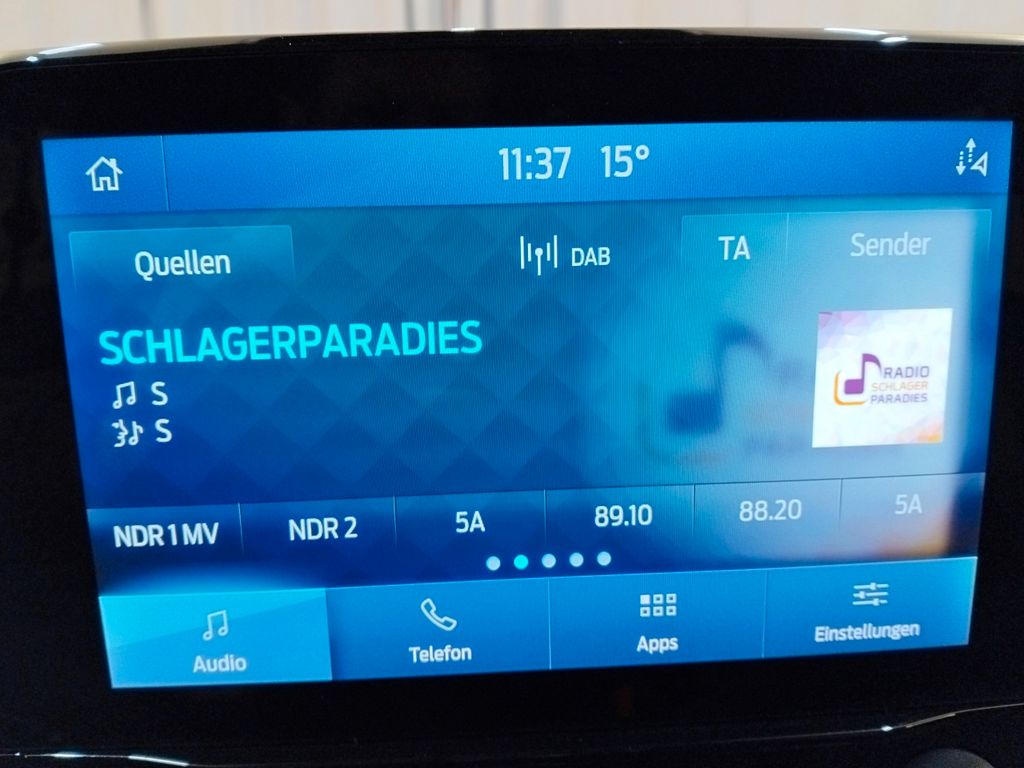 11:37 15°
Quellen
DAB
TA
Sender
SCHLAGERPARADIES
S
S
RADIO
SCHLAGER
PARADIES
NDR 1 MV
NDR 2
5A
89.10
88.20
5A
Audio
Telefon
Apps
Einstellungen